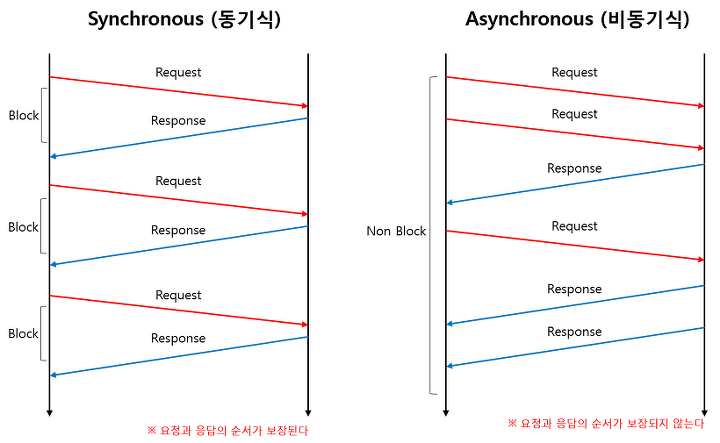 Synchronous (동기식)
Request
Block
Response
Request
Block
Response
Request
Block
Response
※ 요청과 응답의 순서가 보장된다
Asynchronous (비동기식)
Request
Request
Response
Non Block
Request
Response
Response
※ 요청과 응답의 순서가 보장되지 않는다